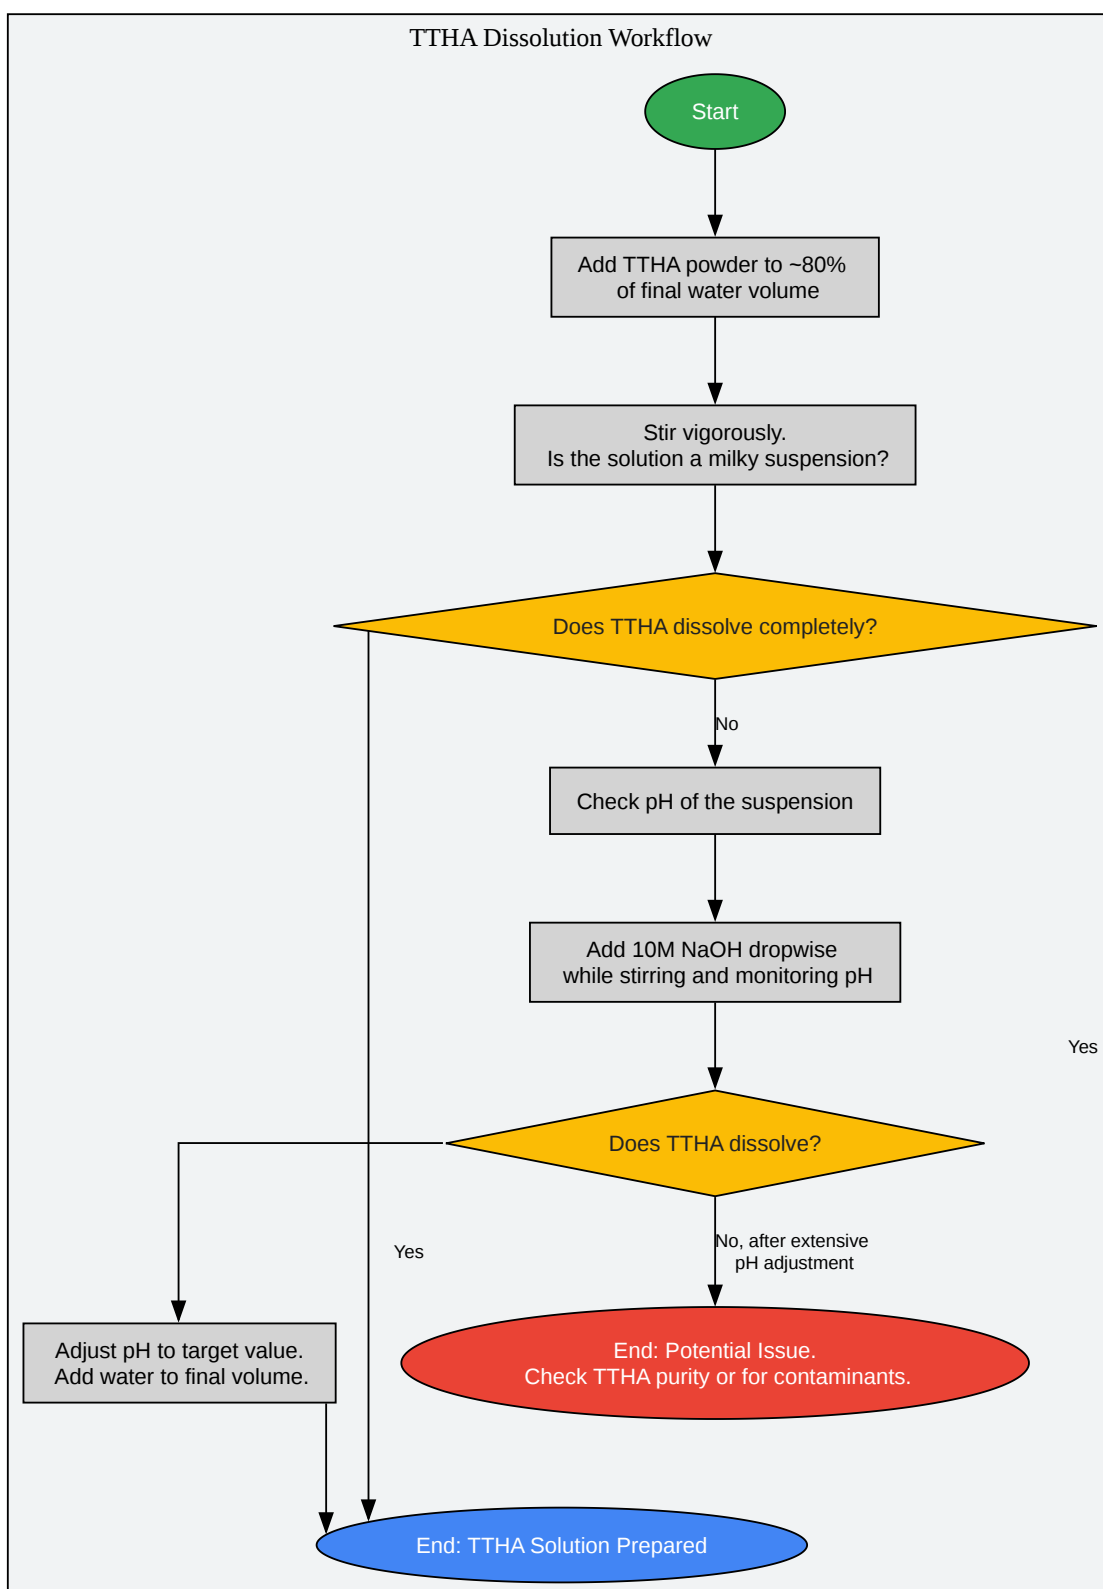 TTHA Dissolution Workflow
Start
Add TTHA powder to ~80%
of final water volume
Stir vigorously.
Is the solution a milky suspension?
Does TTHA dissolve completely?
No
Check pH of the suspension
Add 10M NaOH dropwise
while stirring and monitoring pH
Yes
Does TTHA dissolve?
Yes
No, after extensive
pH adjustment
Adjust pH to target value.
Add water to final volume.
End: Potential Issue.
Check TTHA purity or for contaminants.
End: TTHA Solution Prepared